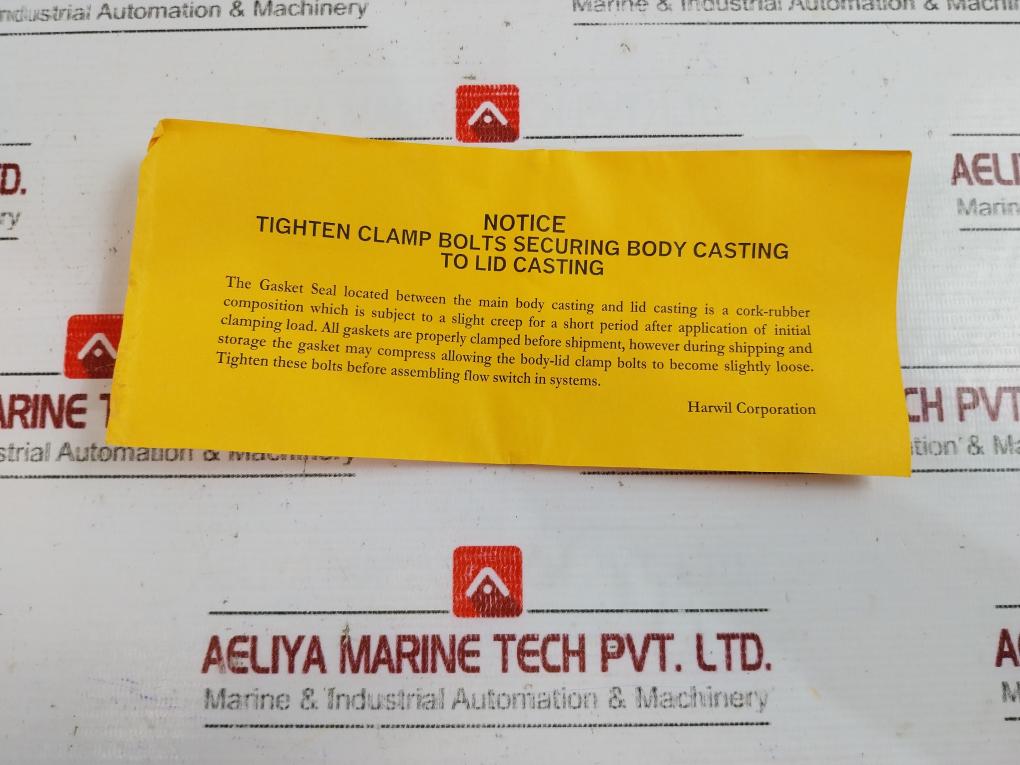 ndustrial Automation & Machinery
Marine & Industrial Automation & Machin
TD.
AELI
ry
Marin
NOTICE
TIGHTEN CLAMP BOLTS SECURING BODY CASTING
TO LID CASTING
The Gasket Seal located between the main body casting and lid casting is a cork-rubber
composition which is subject to a slight creep for a short period after application of initial
clamping load. All gaskets are properly clamped before shipment, however during shipping and
storage the gasket may compress allowing the body-lid clamp bolts to become slightly loose.
Tighten these bolts before assembling flow switch in systems.
Harwil Corporation
ARINE T
CH PVT
strial Automation & Machinery
tion & Ma
AELIYA MARINE TECH PVT. LTD.
Marine & Industrial Automation & Machinery
A
M